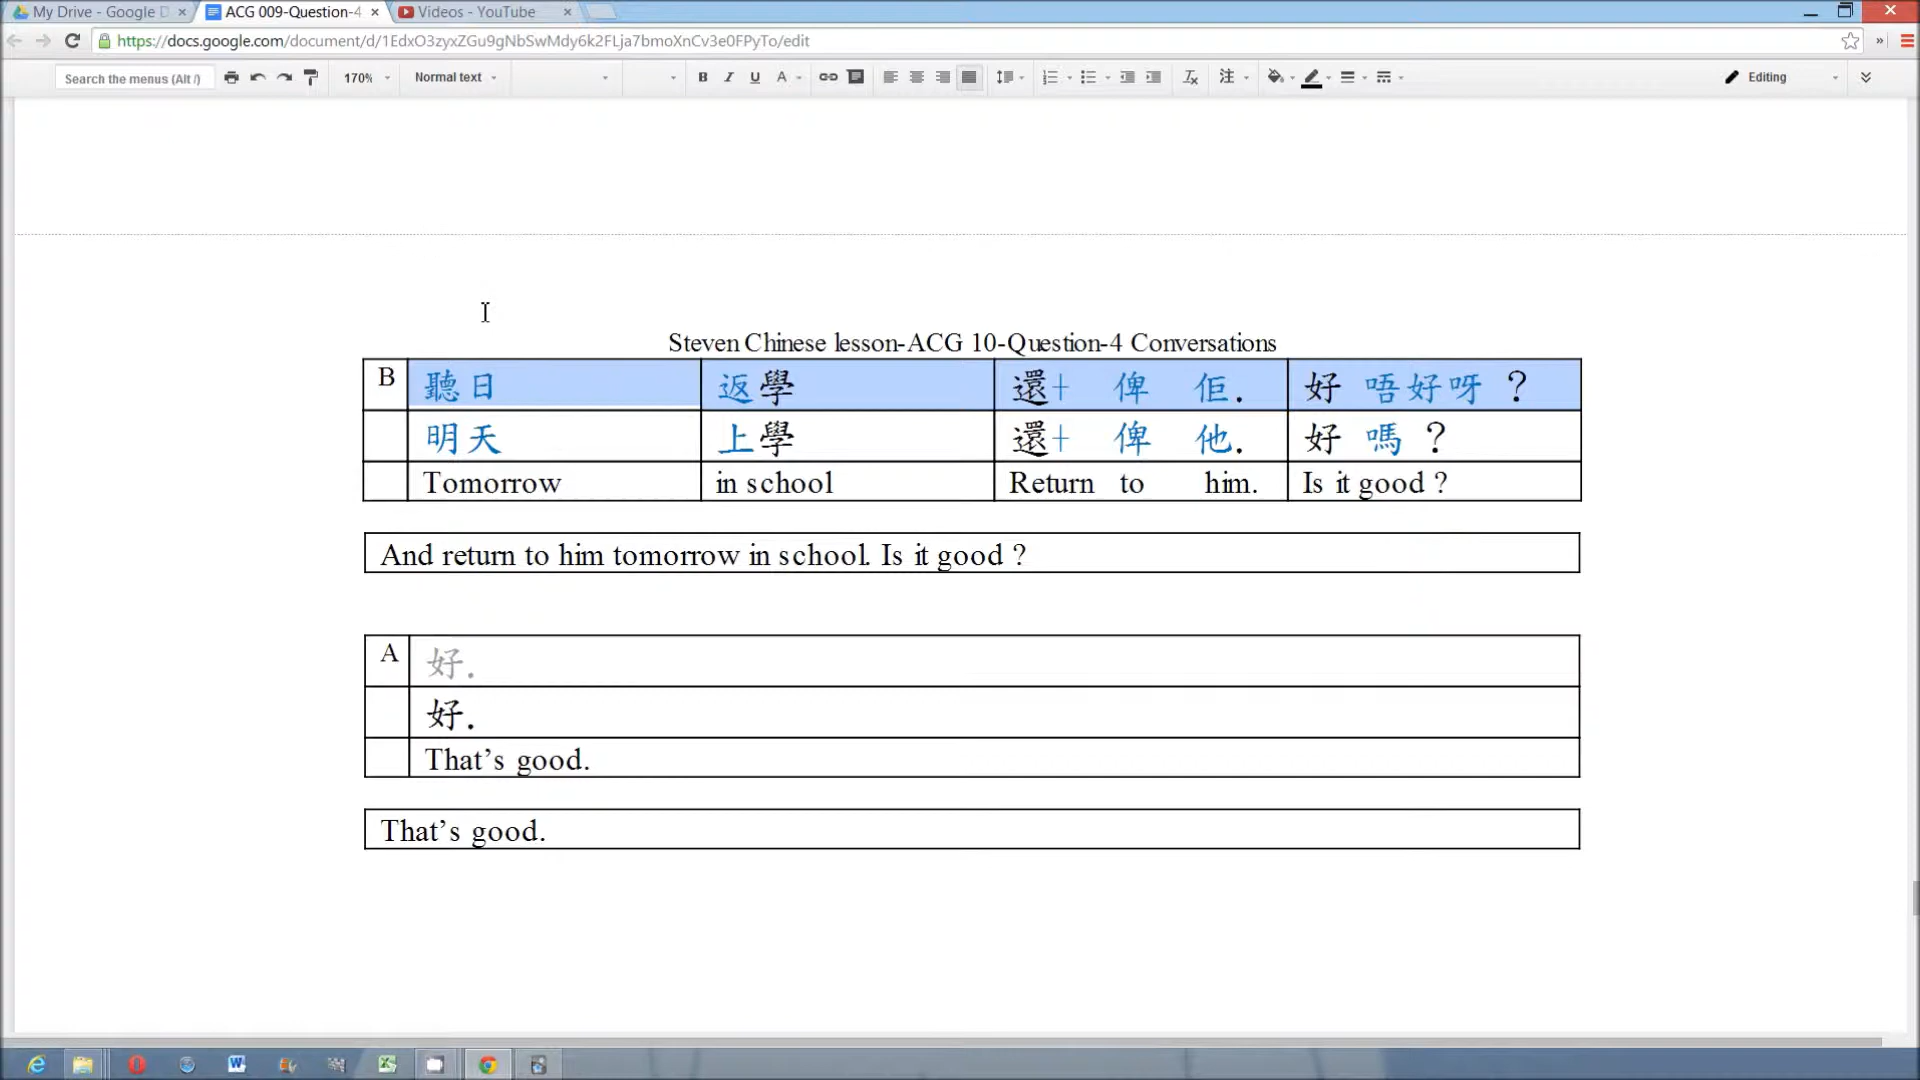 My Drive - Google D
ACG 009-Question-4
Videos - YouTube
https://docs.google.com/document/d/1EdxO3zyxZGu9gNbSwMdy6k2FLja7bmoXnCv3e0FPyTo/edit
Search the menus (Alt /) 170% Normal text B I U A 注 Editing
Steven Chinese lesson-ACG 10-Question-4 Conversations
B 聽日 返學 還+ 俾 佢. 好 唔好呀 ?
明天 上學 還+ 俾 他. 好 嗎 ?
Tomorrow in school Return to him. Is it good ?
And return to him tomorrow in school. Is it good ?
A 好.
好.
That's good.
That's good.